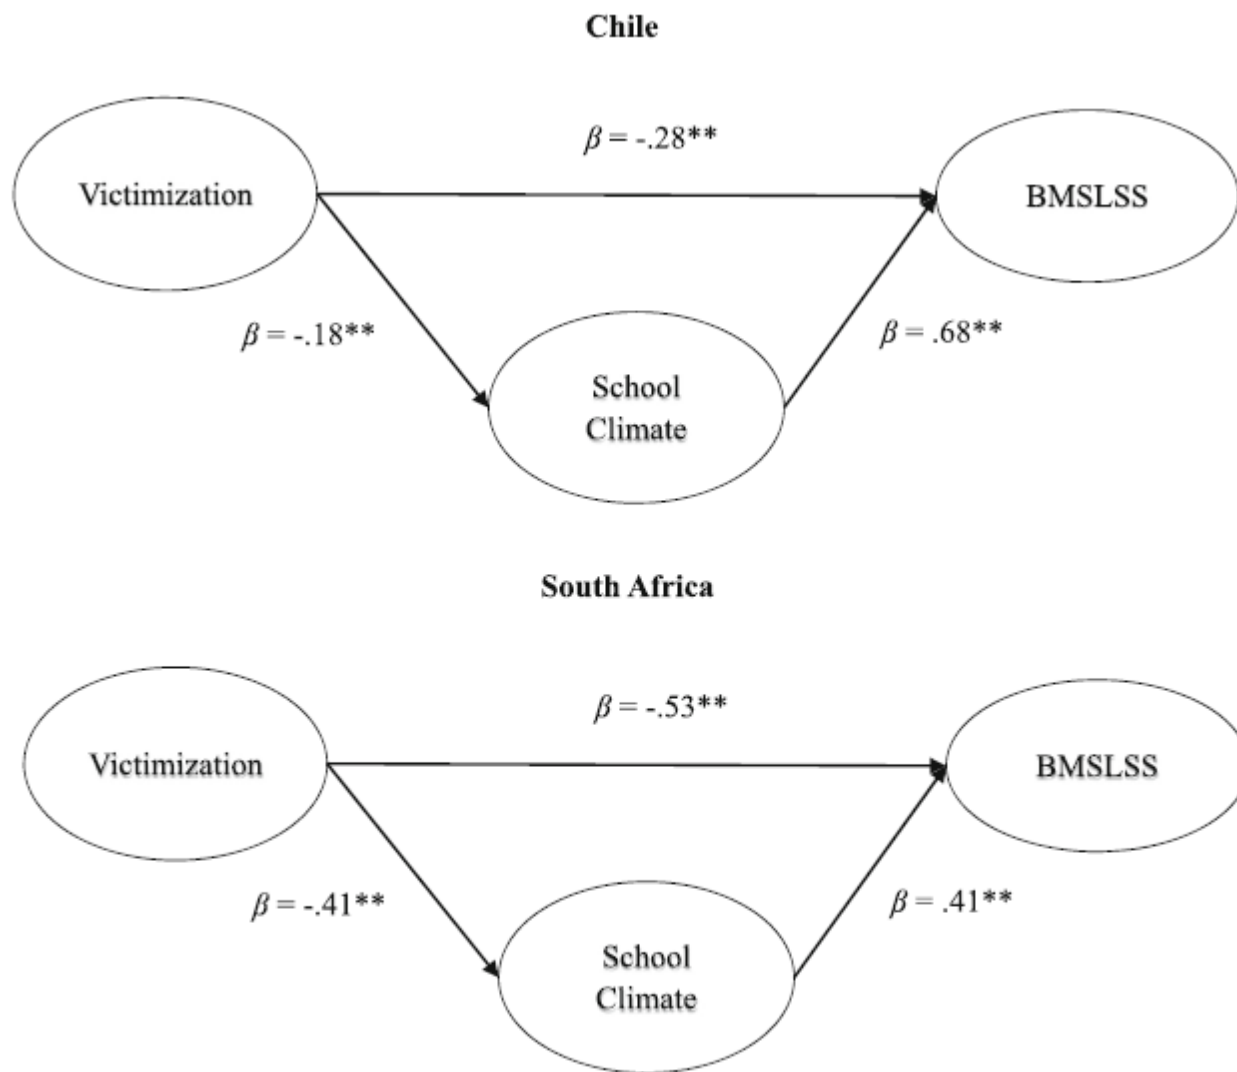 Chile
β = -.28**
Victimization
BMSLSS
β = -.18**
β = .68**
School
Climate
South Africa
β = -.53**
Victimization
BMSLSS
β = -.41**
β = .41**
School
Climate